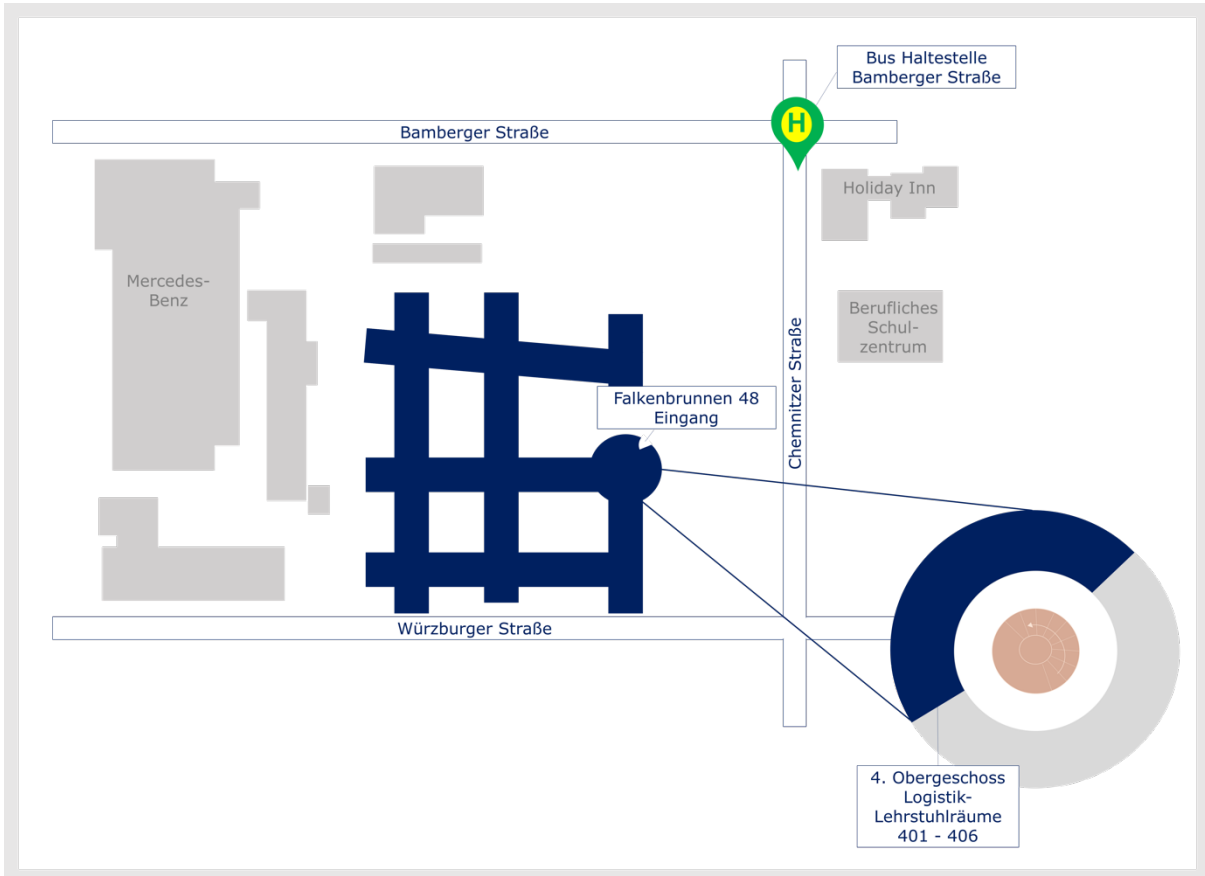 Bus Haltestelle
Bamberger Straße
H
Bamberger Straße
Holiday Inn
Mercedes-
Benz
Berufliches
Schul-
zentrum
Chemnitzer Straße
Falkenbrunnen 48
Eingang
Würzburger Straße
4. Obergeschoss
Logistik-
Lehrstuhlräume
401 - 406